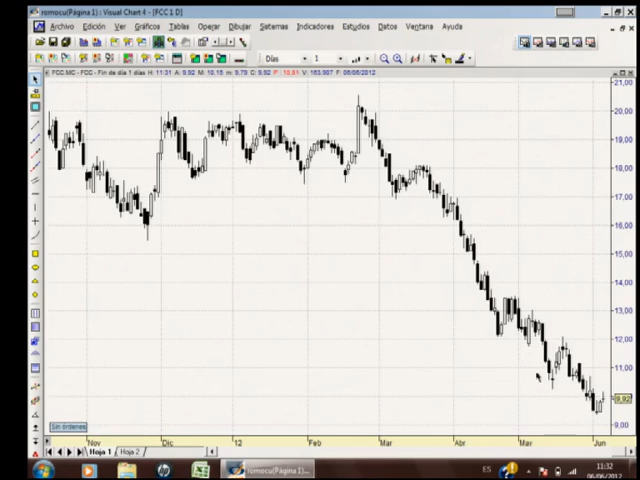 romocu(Página 1) : Visual Chart 4 - [FCC 1 D]
Archivo Edición Ver Gráficos Tablas Operar Dibujar Sistemas Indicadores Estudios Datos Ventana Ayuda
Días 1
FCC.MC - FCC - Fin de día 1 días H: 11:31 A: 9.92 M: 10.15 m: 9.79 C: 9.92 P: 10.01 V: 163.987 F: 06/06/2012
21,00
20,00
19,00
18,00
17,00
16,00
15,00
14,00
13,00
12,00
11,00
10,00
9,92
9,00
Sin órdenes
Nov Dic '12 Feb Mar Abr Mai Jun
Hoja 1 Hoja 2
romocu(Página 1)...
ES
11:32
06/06/2012